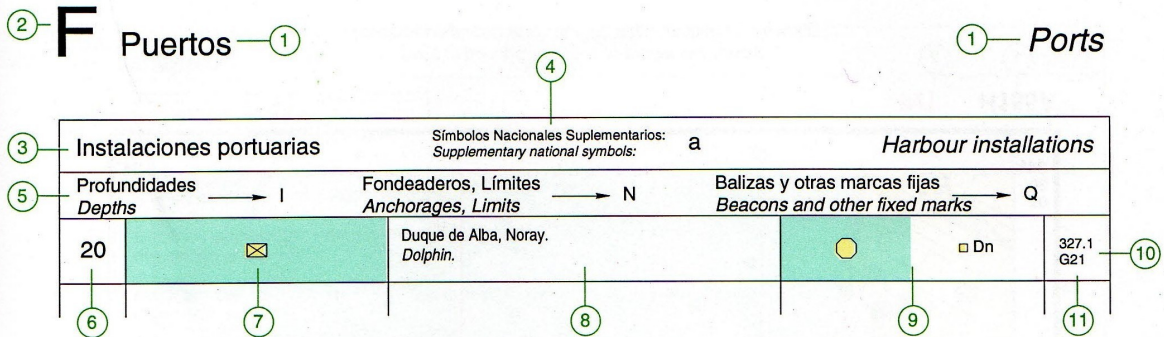 2 F Puertos 1 1 Ports
4
3 Instalaciones portuarias Símbolos Nacionales Suplementarios: a Harbour installations
Supplementary national symbols:
5 Profundidades → I Fondeaderos, Límites → N Balizas y otras marcas fijas → Q
Depths Anchorages, Limits Beacons and other fixed marks
20 Duque de Alba, Noray. Dn 327.1 10
Dolphin. G21
6 7 8 9 11